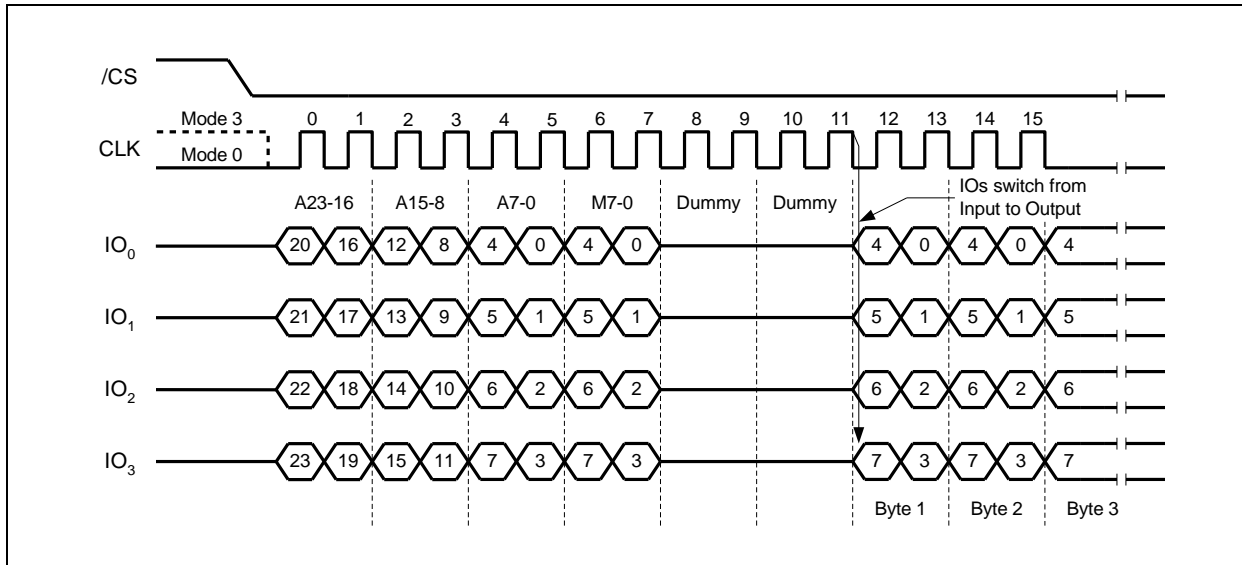 /CS
Mode 3 0 1 2 3 4 5 6 7 8 9 10 11 12 13 14 15
CLK
Mode 0
IOs switch from
Input to Output
A23-16 A15-8 A7-0 M7-0 Dummy Dummy
IO0 20 16 12 8 4 0 4 0 4 0 4 0 4
IO1 21 17 13 9 5 1 5 1 5 1 5 1 5
IO2 22 18 14 10 6 2 6 2 6 2 6 2 6
IO3 23 19 15 11 7 3 7 3 7 3 7 3 7
Byte 1 Byte 2 Byte 3